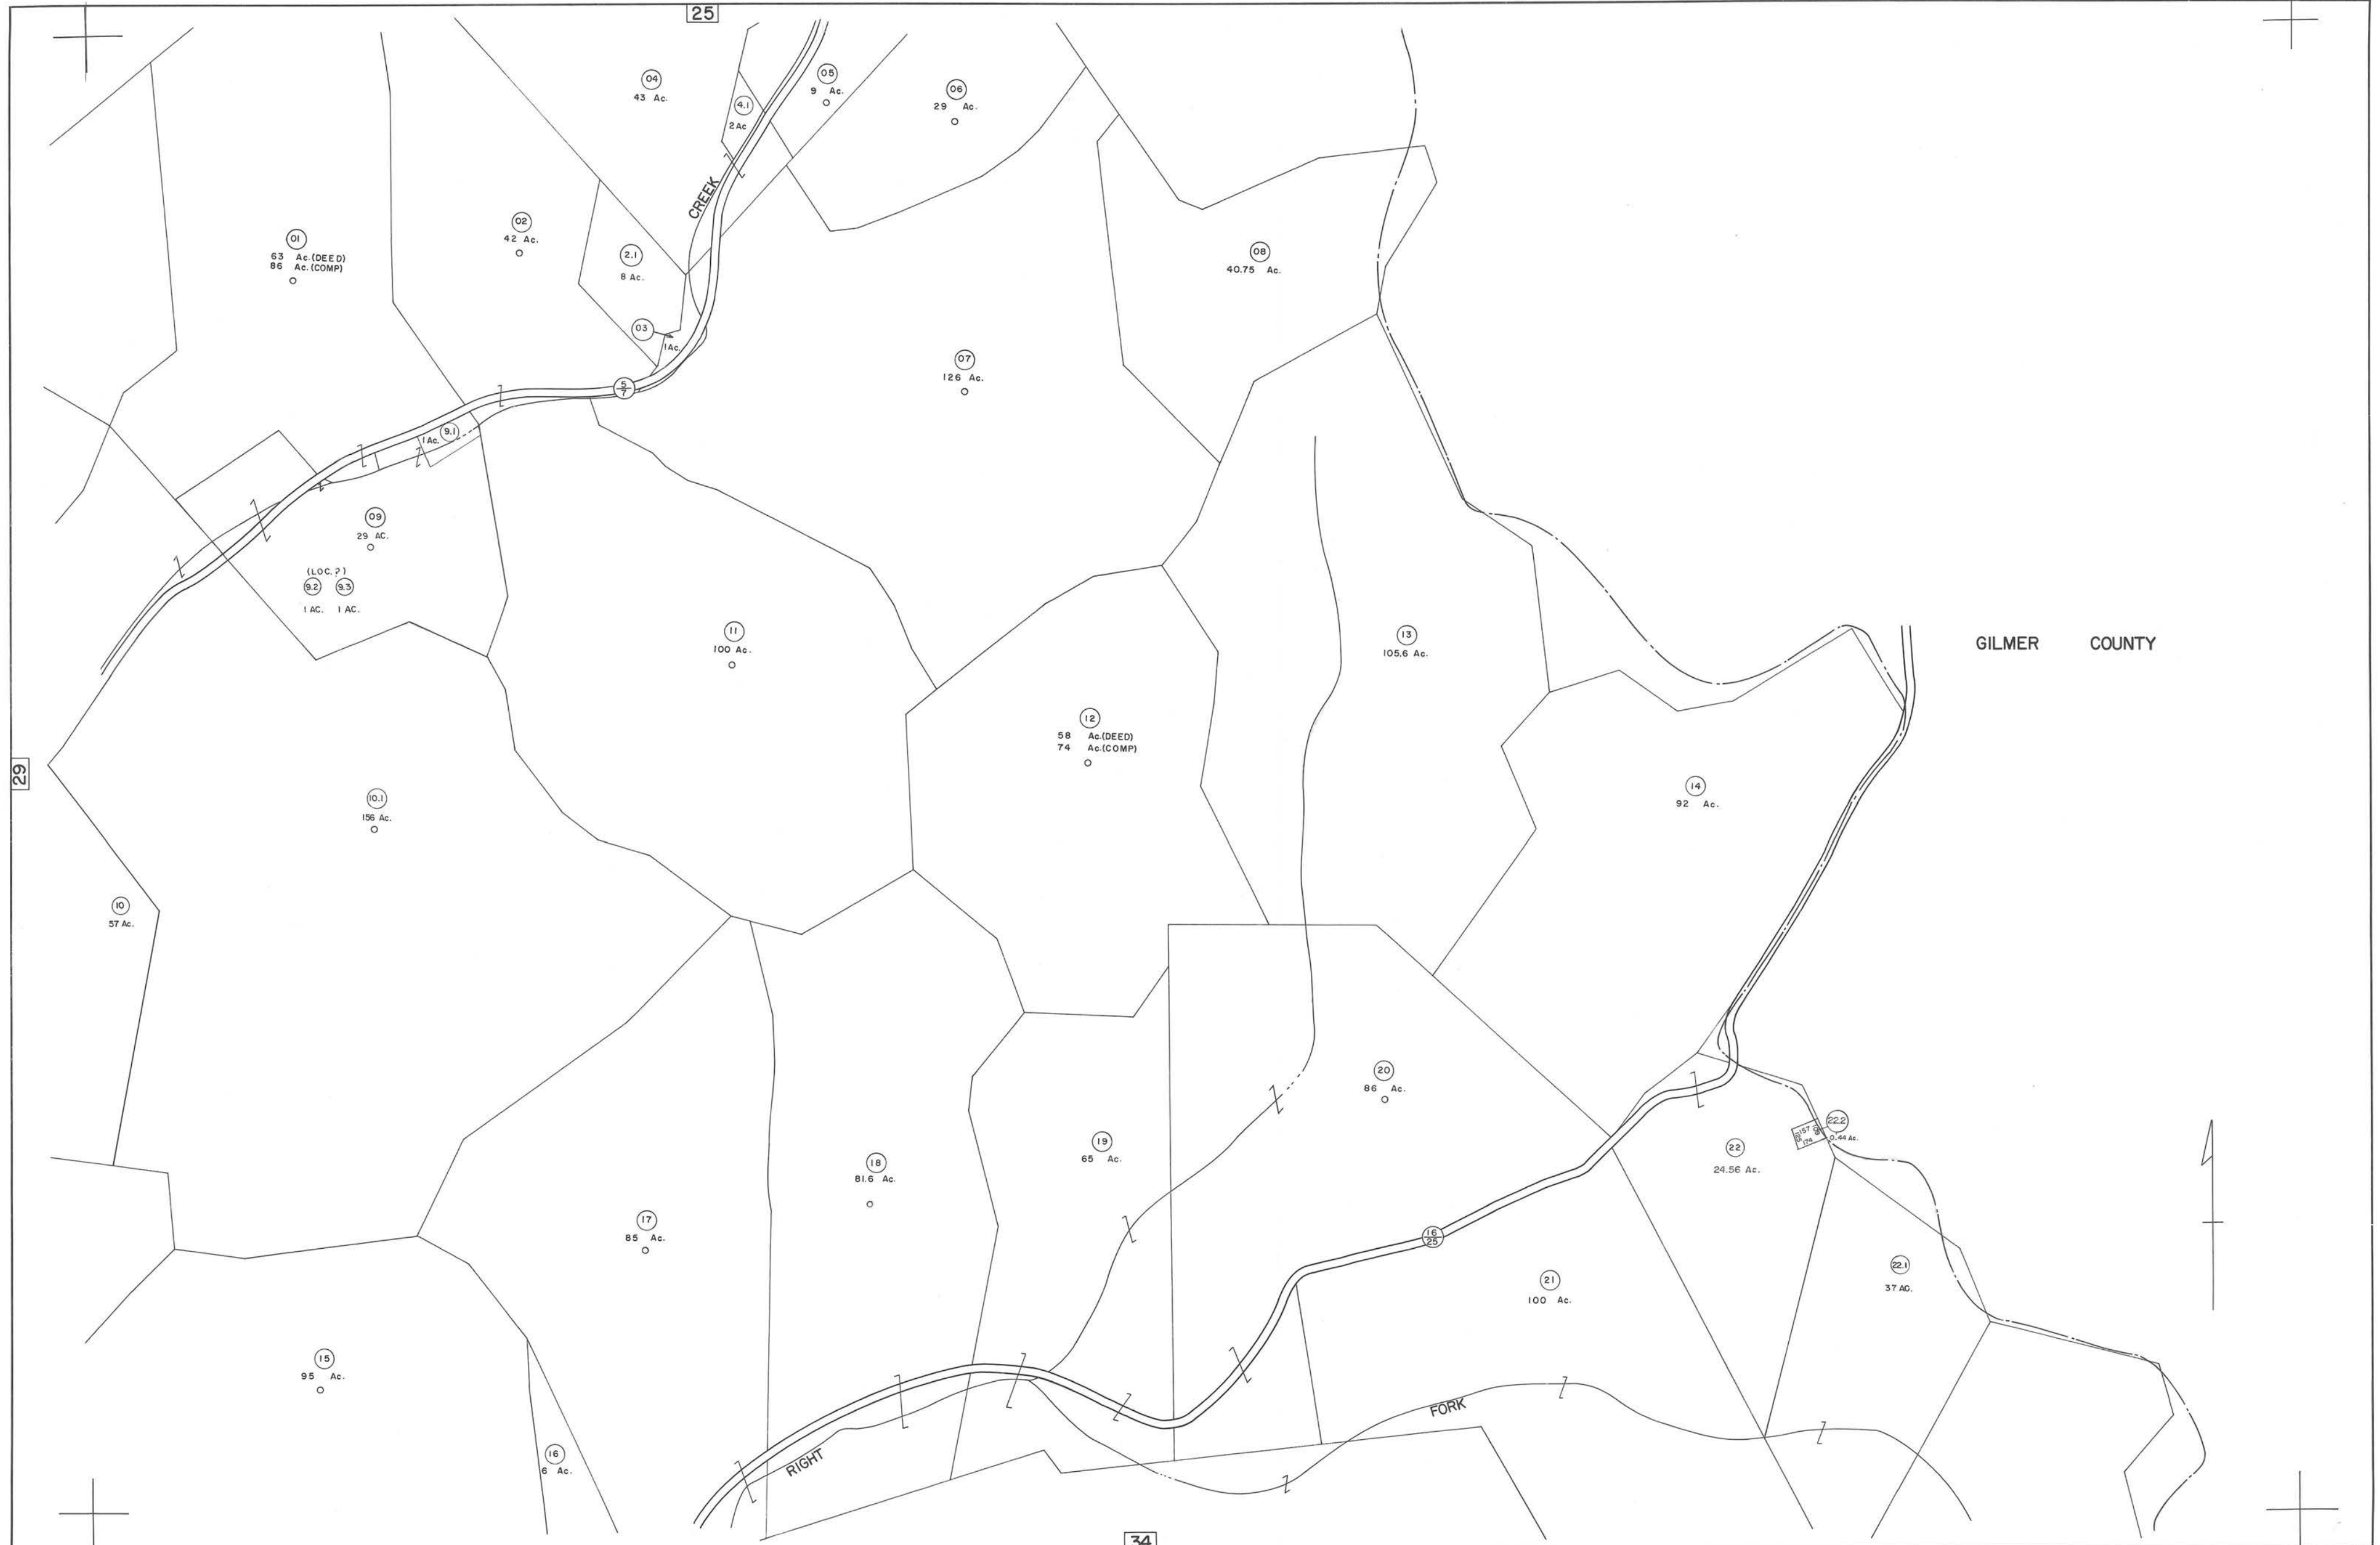 25
04
43 Ac.
4.1
2 Ac
05
9 Ac.
06
29 Ac.
CREEK
01
63 Ac.(DEED)
86 Ac.(COMP)
02
42 Ac.
2.1
8 Ac.
08
40.75 Ac.
03
1 Ac.
07
126 Ac.
5
7
9.1
1 Ac.
09
29 AC.
(LOC.?)
9.2 9.3
1 AC. 1 AC.
11
100 Ac.
13
105.6 Ac.
GILMER COUNTY
12
58 Ac.(DEED)
74 Ac.(COMP)
29
14
92 Ac.
10.1
156 Ac.
10
57 Ac.
20
86 Ac.
22.2
0.44 Ac.
157
174
19
65 Ac.
22
24.56 Ac.
18
81.6 Ac.
17
85 Ac.
16
25
22.1
37 AC.
21
100 Ac.
15
95 Ac.
FORK
16
6 Ac.
RIGHT
34